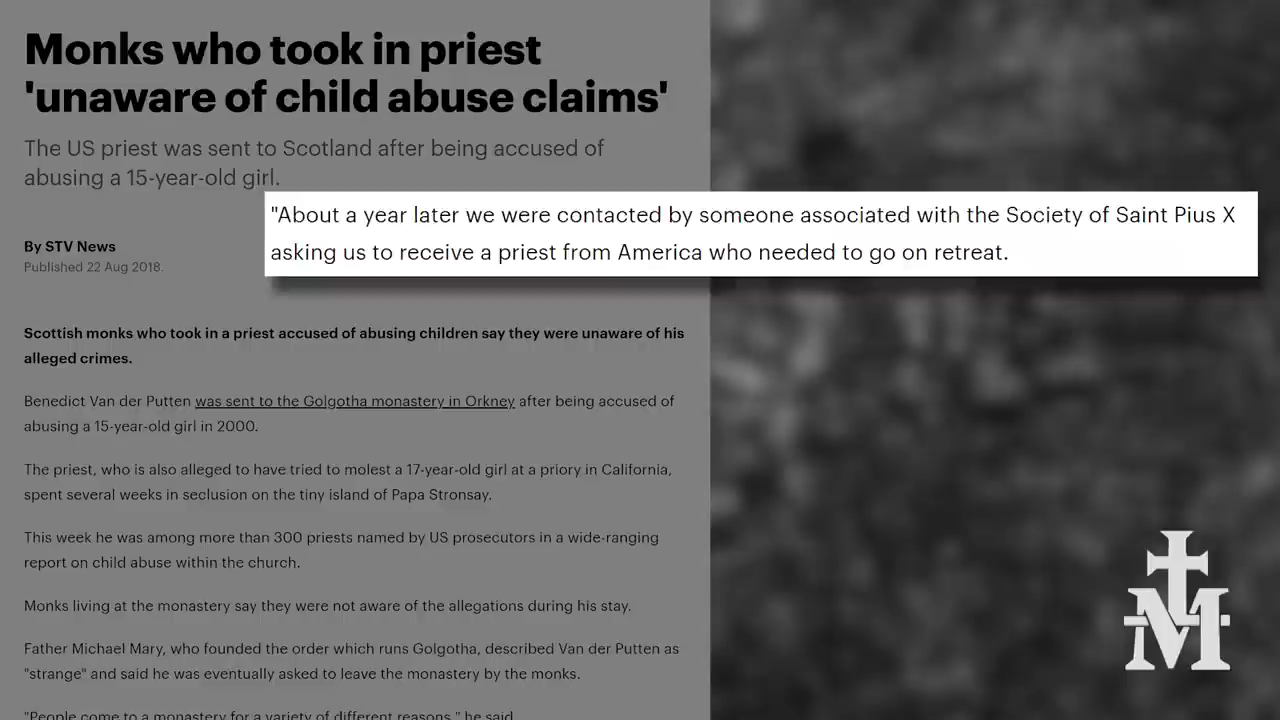 Monks who took in priest
'unaware of child abuse claims'
The US priest was sent to Scotland after being accused of
abusing a 15-year-old girl.
"About a year later we were contacted by someone associated with the Society of Saint Pius X
asking us to receive a priest from America who needed to go on retreat.
By STV News
Published 22 Aug 2018.
Scottish monks who took in a priest accused of abusing children say they were unaware of his
alleged crimes.
Benedict Van der Putten was sent to the Golgotha monastery in Orkney after being accused of
abusing a 15-year-old girl in 2000.
The priest, who is also alleged to have tried to molest a 17-year-old girl at a priory in California,
spent several weeks in seclusion on the tiny island of Papa Stronsay.
This week he was among more than 300 priests named by US prosecutors in a wide-ranging
report on child abuse within the church.
Monks living at the monastery say they were not aware of the allegations during his stay.
Father Michael Mary, who founded the order which runs Golgotha, described Van der Putten as
"strange" and said he was eventually asked to leave the monastery by the monks.
"People come to a monastery for a variety of different reasons," he said.
M